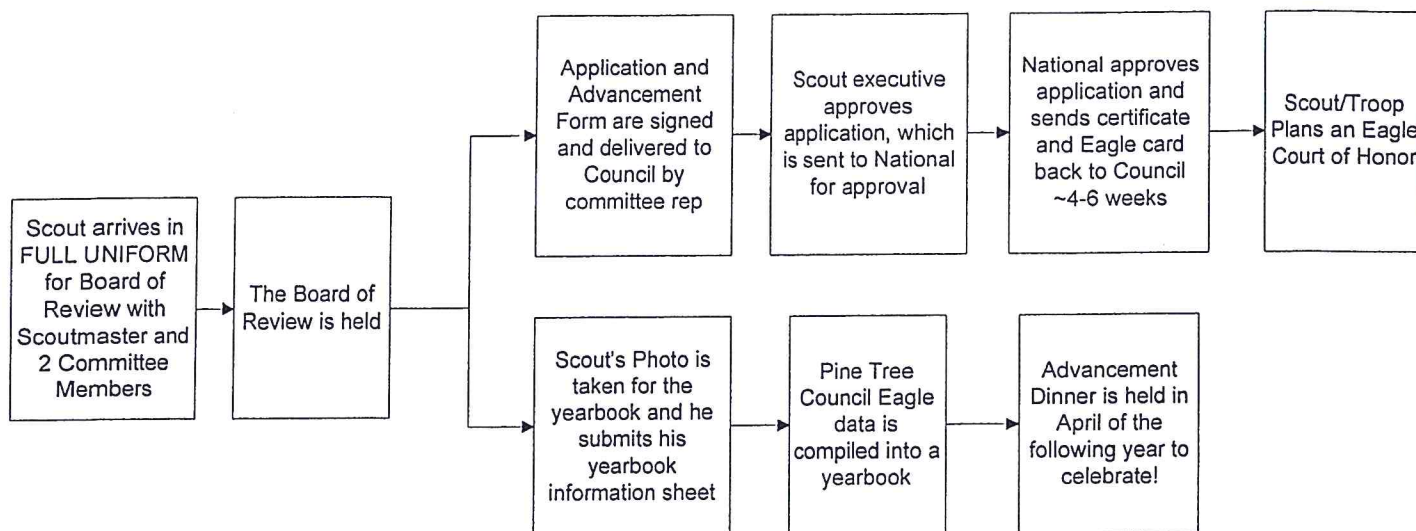 Scout arrives in
FULL UNIFORM
for Board of
Review with
Scoutmaster and
2 Committee
Members
The Board of
Review is held
Application and
Advancement
Form are signed
and delivered to
Council by
committee rep
Scout executive
approves
application, which
is sent to National
for approval
National approves
application and
sends certificate
and Eagle card
back to Council
~4-6 weeks
Scout/Troop
Plans an Eagle
Court of Honor
Scout's Photo is
taken for the
yearbook and he
submits his
yearbook
information sheet
Pine Tree
Council Eagle
data is
compiled into a
yearbook
Advancement
Dinner is held in
April of the
following year to
celebrate!